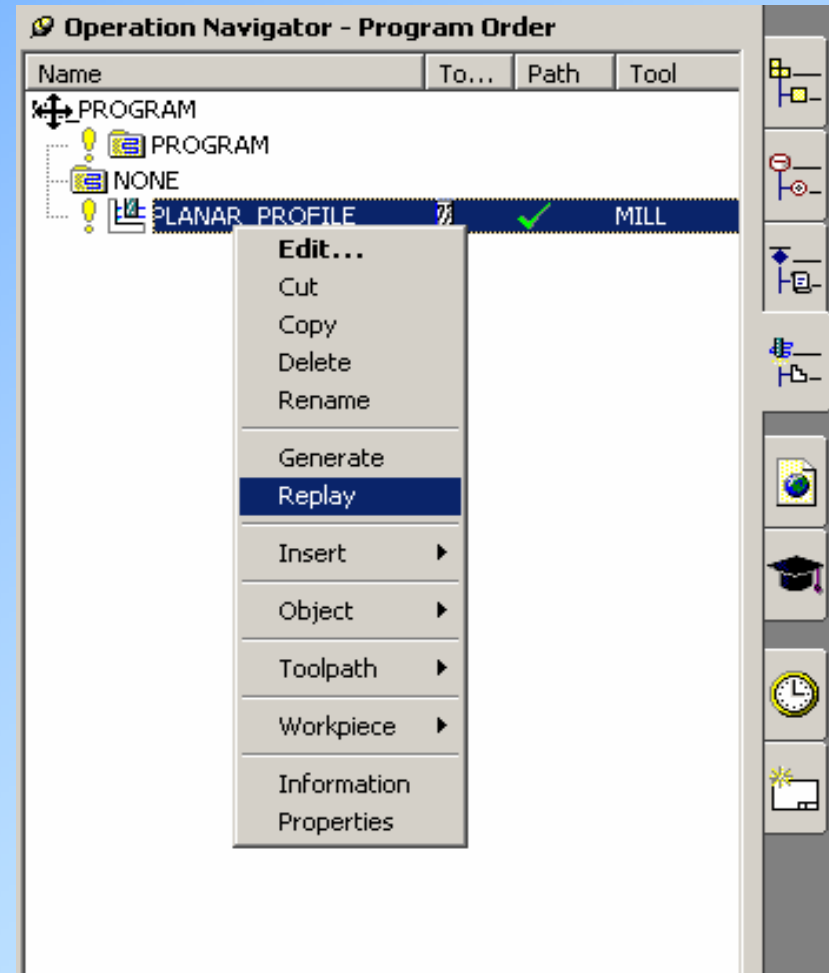 Operation Navigator - Program Order
Name To... Path Tool
PROGRAM
PROGRAM
NONE
PLANAR_PROFILE MILL
Edit...
Cut
Copy
Delete
Rename
Generate
Replay
Insert
Object
Toolpath
Workpiece
Information
Properties